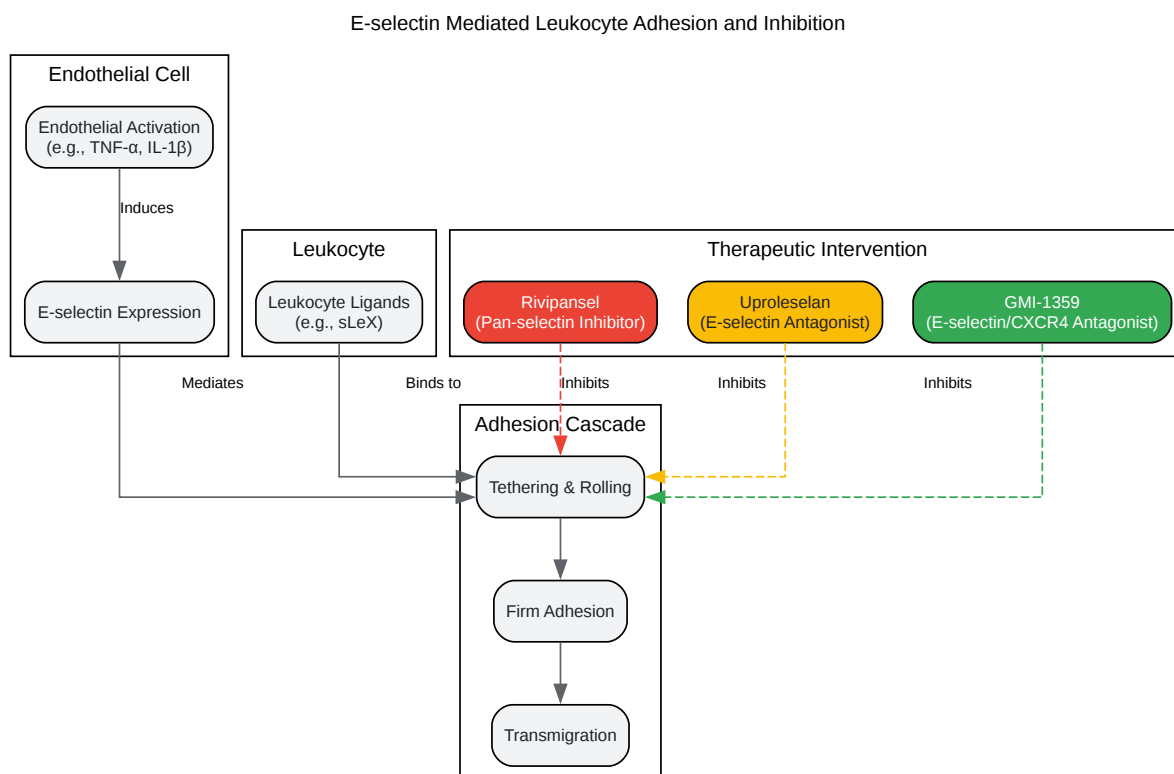 E-selectin Mediated Leukocyte Adhesion and Inhibition
Endothelial Cell
Endothelial Activation
(e.g., TNF-α, IL-1β)
Induces
E-selectin Expression
Leukocyte
Leukocyte Ligands
(e.g., sLeX)
Therapeutic Intervention
Rivipansel
(Pan-selectin Inhibitor)
Uproleselan
(E-selectin Antagonist)
GMI-1359
(E-selectin/CXCR4 Antagonist)
Mediates
Binds to
Inhibits
Inhibits
Inhibits
Adhesion Cascade
Tethering & Rolling
Firm Adhesion
Transmigration